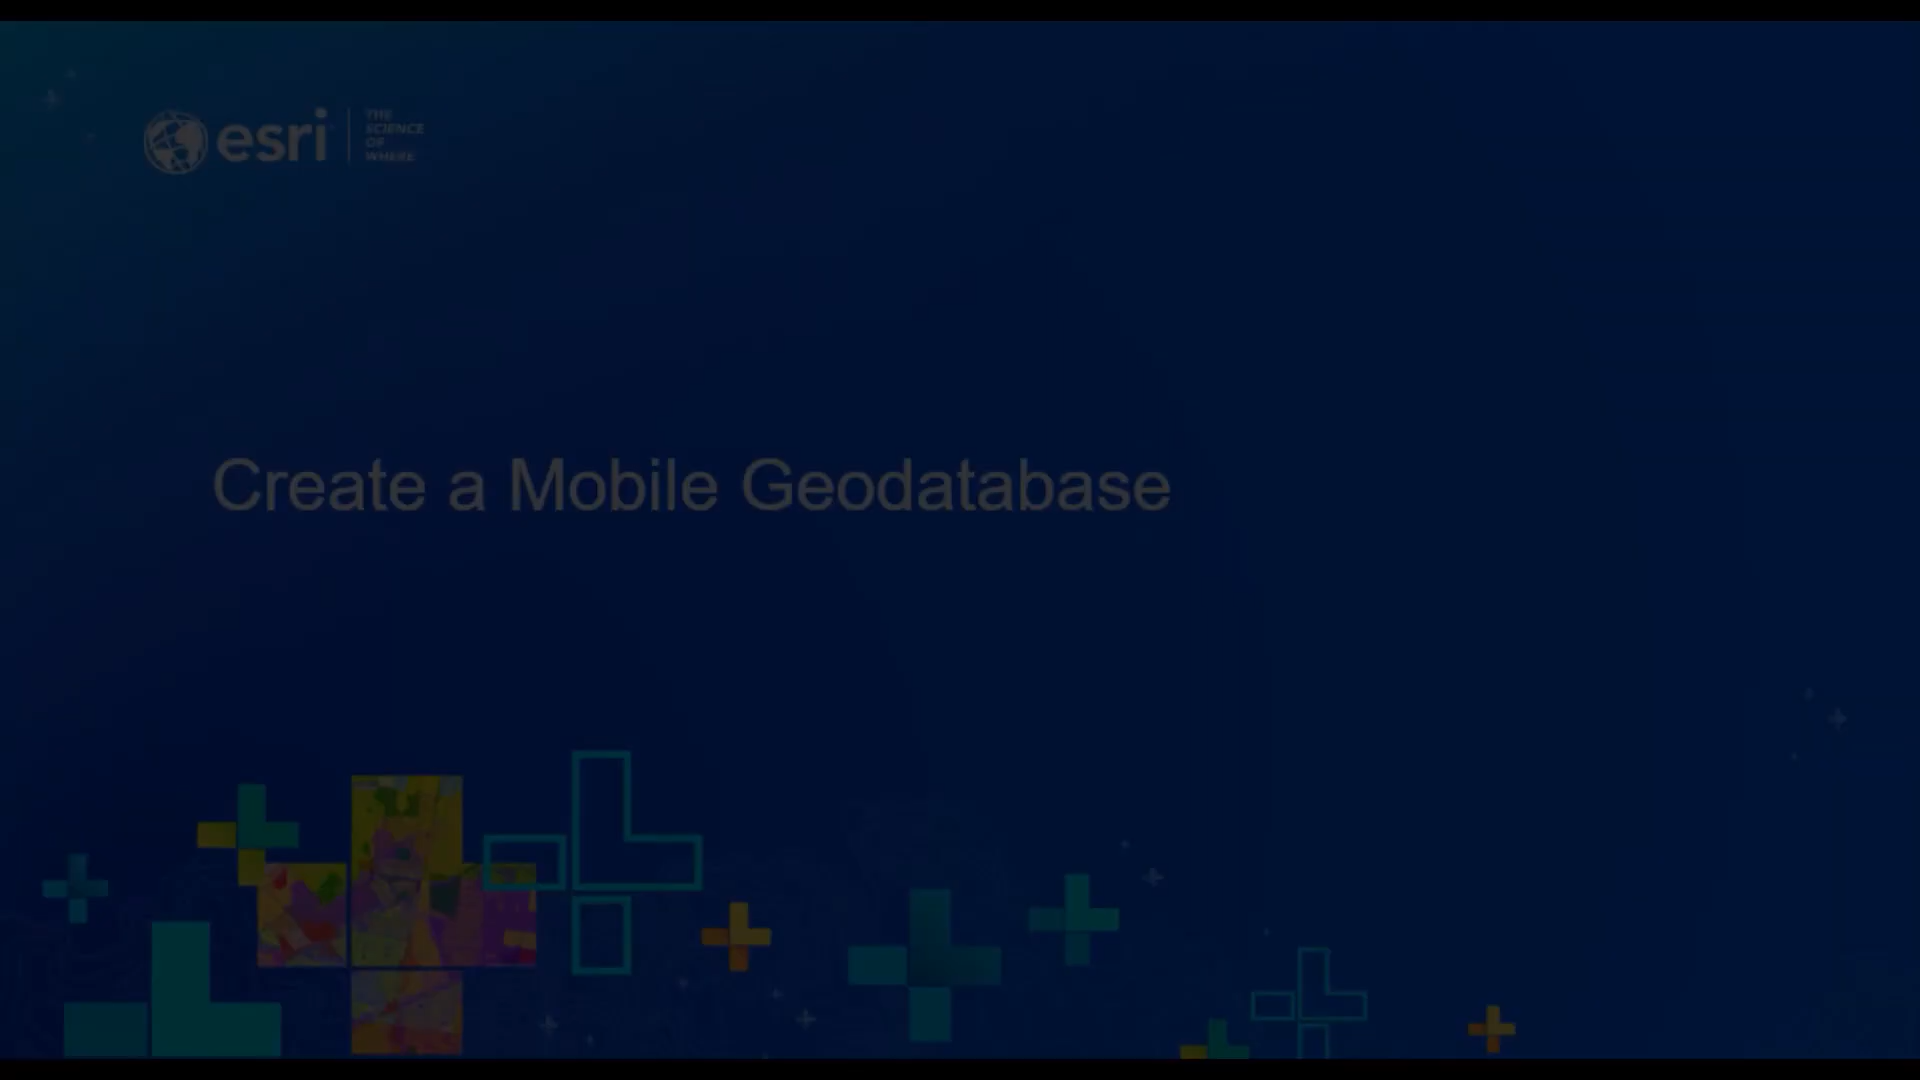 esri
THE
SCIENCE
OF
WHERE
Create a Mobile Geodatabase